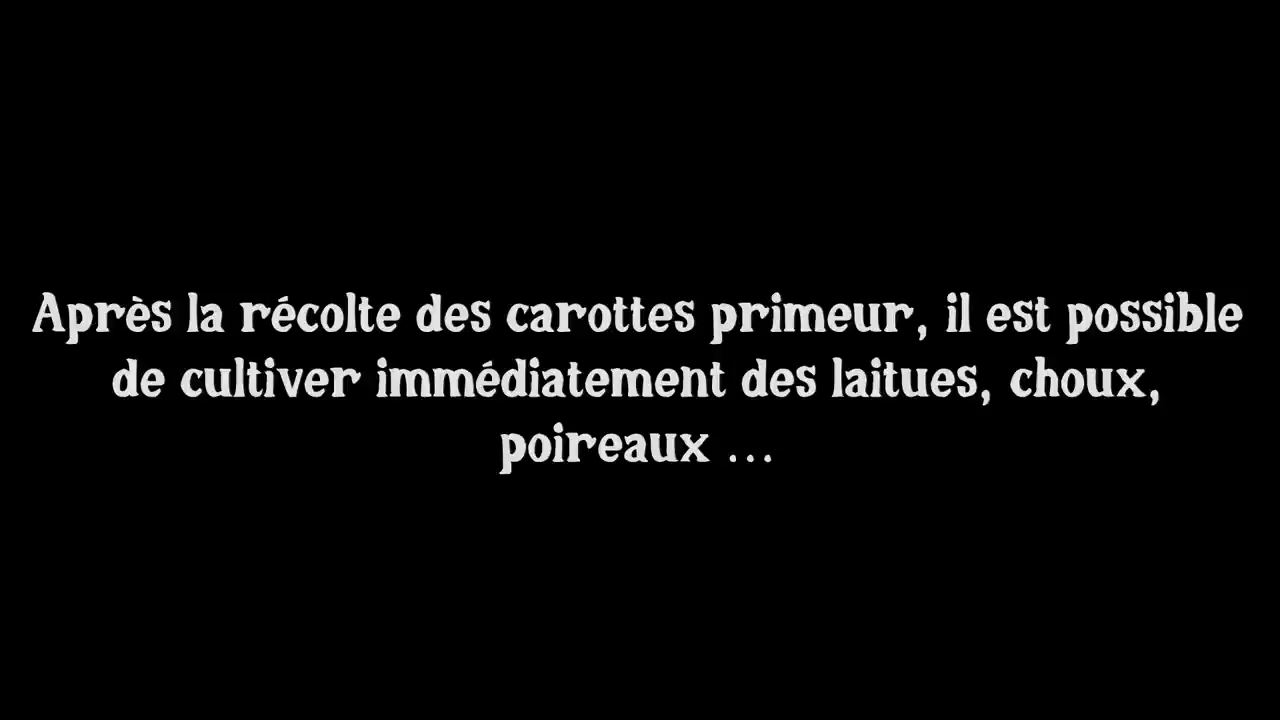 Après la récolte des carottes primeur, il est possible
de cultiver immédiatement des laitues, choux,
poireaux ...